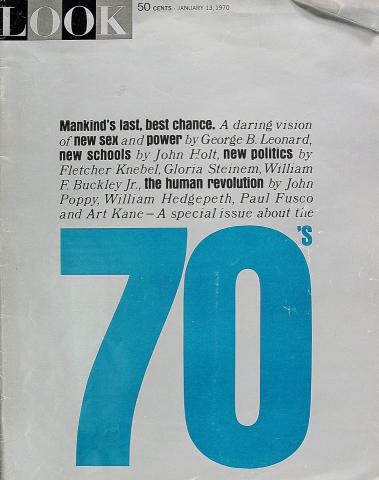 LOOK
50 CENTS · JANUARY 13, 1970
Mankind's last, best chance. A daring vision
of new sex and power by George B. Leonard,
new schools by John Holt, new politics by
Fletcher Knebel, Gloria Steinem, William
F. Buckley Jr., the human revolution by John
Poppy, William Hedgepeth, Paul Fusco
and Art Kane – A special issue about the
70's